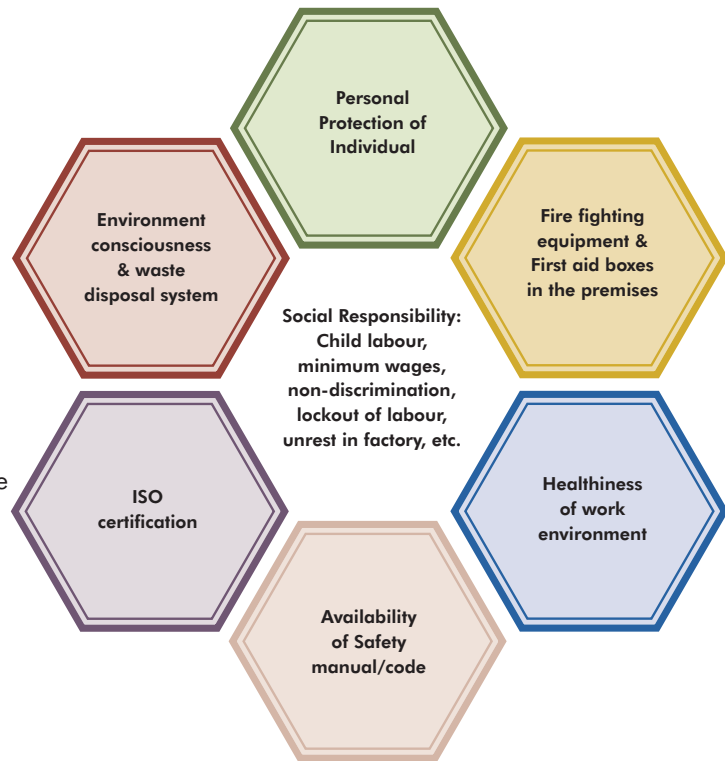 Personal
Protection of
Individual
Environment
consciousness
& waste
disposal system
Fire fighting
equipment &
First aid boxes
in the premises
Social Responsibility:
Child labour,
minimum wages,
non-discrimination,
lockout of labour,
unrest in factory, etc.
e
ISO
certification
Healthiness
of work
environment
Availability
of Safety
manual/code